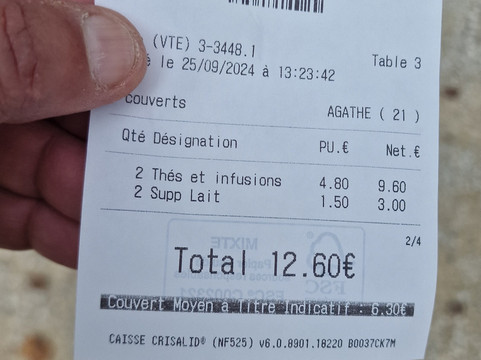 (VTE) 3-3448.1
Table 3
le 25/09/2024 à 13:23:42
couverts
AGATHE ( 21 )
Qté Désignation PU.€ Net.€
2 Thés et infusions 4.80 9.60
2 Supp Lait 1.50 3.00
2/4
Total 12.60€
Couvert Moyen à titre Indicatif : 6.30€
CAISSE CRISALID® (NF525) v6.0.8901.18220 B0037CK7M
MIXTE
FSC